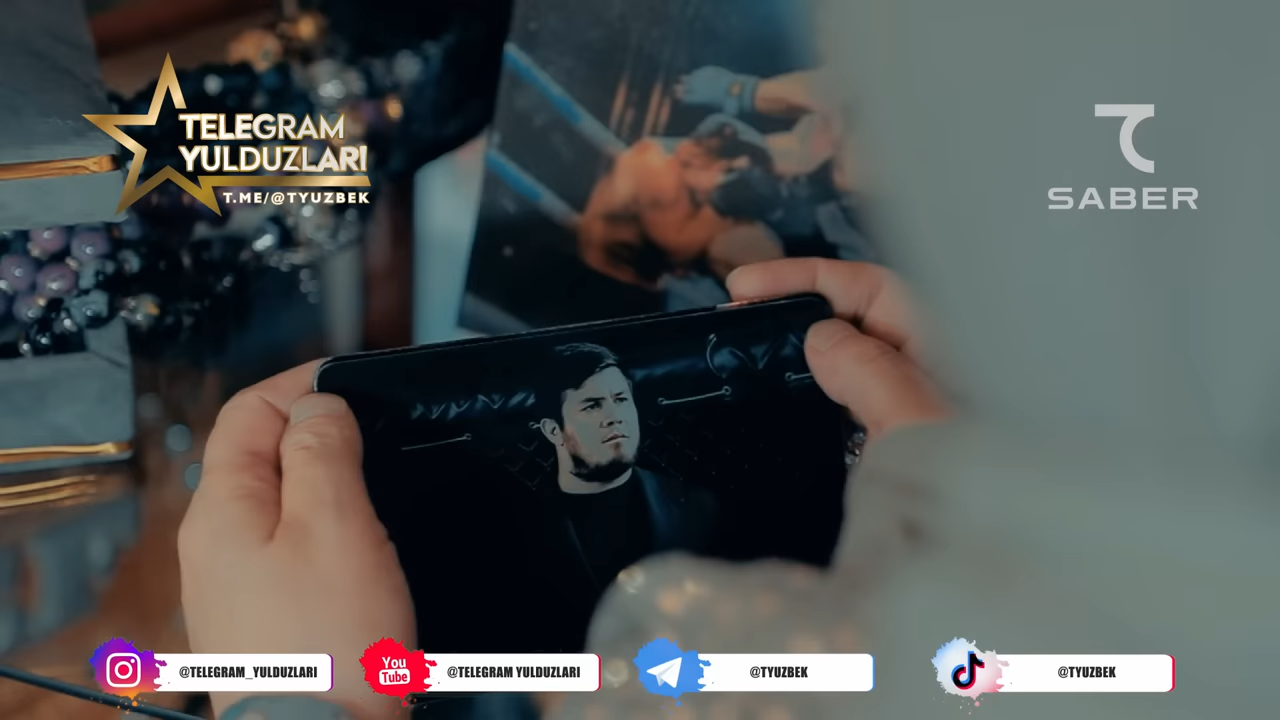 TELEGRAM
YULDUZLARI
T.ME/@TYUZBEK
SABER
@TELEGRAM_YULDUZLARI
You
Tube
@TELEGRAM YULDUZLARI
@TYUZBEK
@TYUZBEK